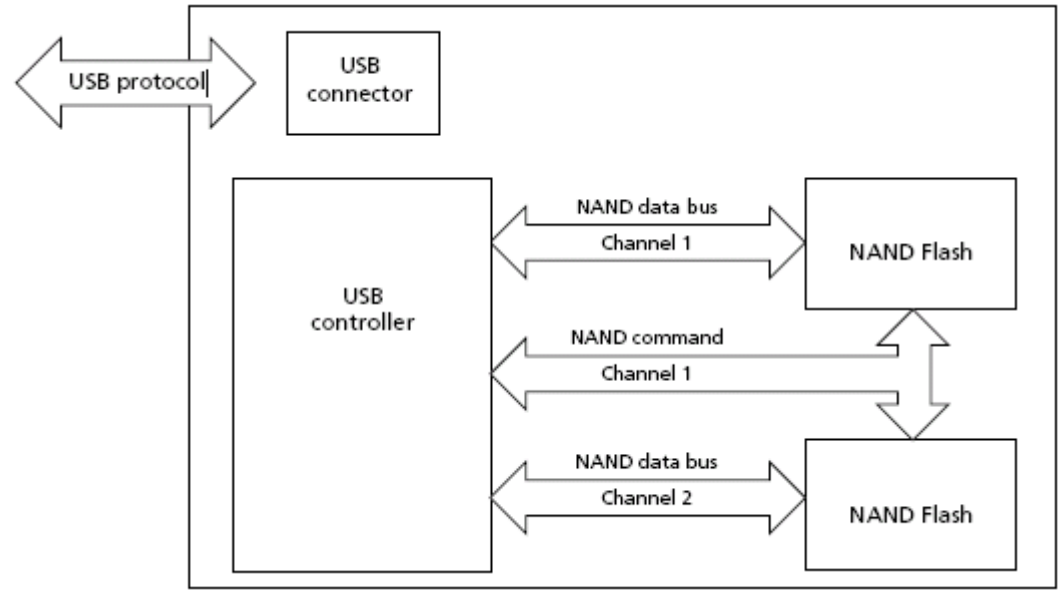 USB protocol
USB
connector
NAND data bus
Channel 1
NAND Flash
USB
controller
NAND command
Channel 1
NAND data bus
Channel 2
NAND Flash